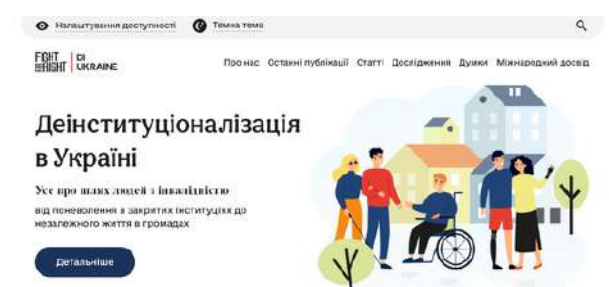 Налаштування доступності Темна тема
FIGHT FOR RIGHT DI UKRAINE
Про нас Останні публікації Статті Дослідження Думки Міжнародний досвід
Деінституціоналізація
в Україні
Усе про шлях людей з інвалідністю
від поневолення в закритих інституціях до
незалежного життя в громадах
Детальніше